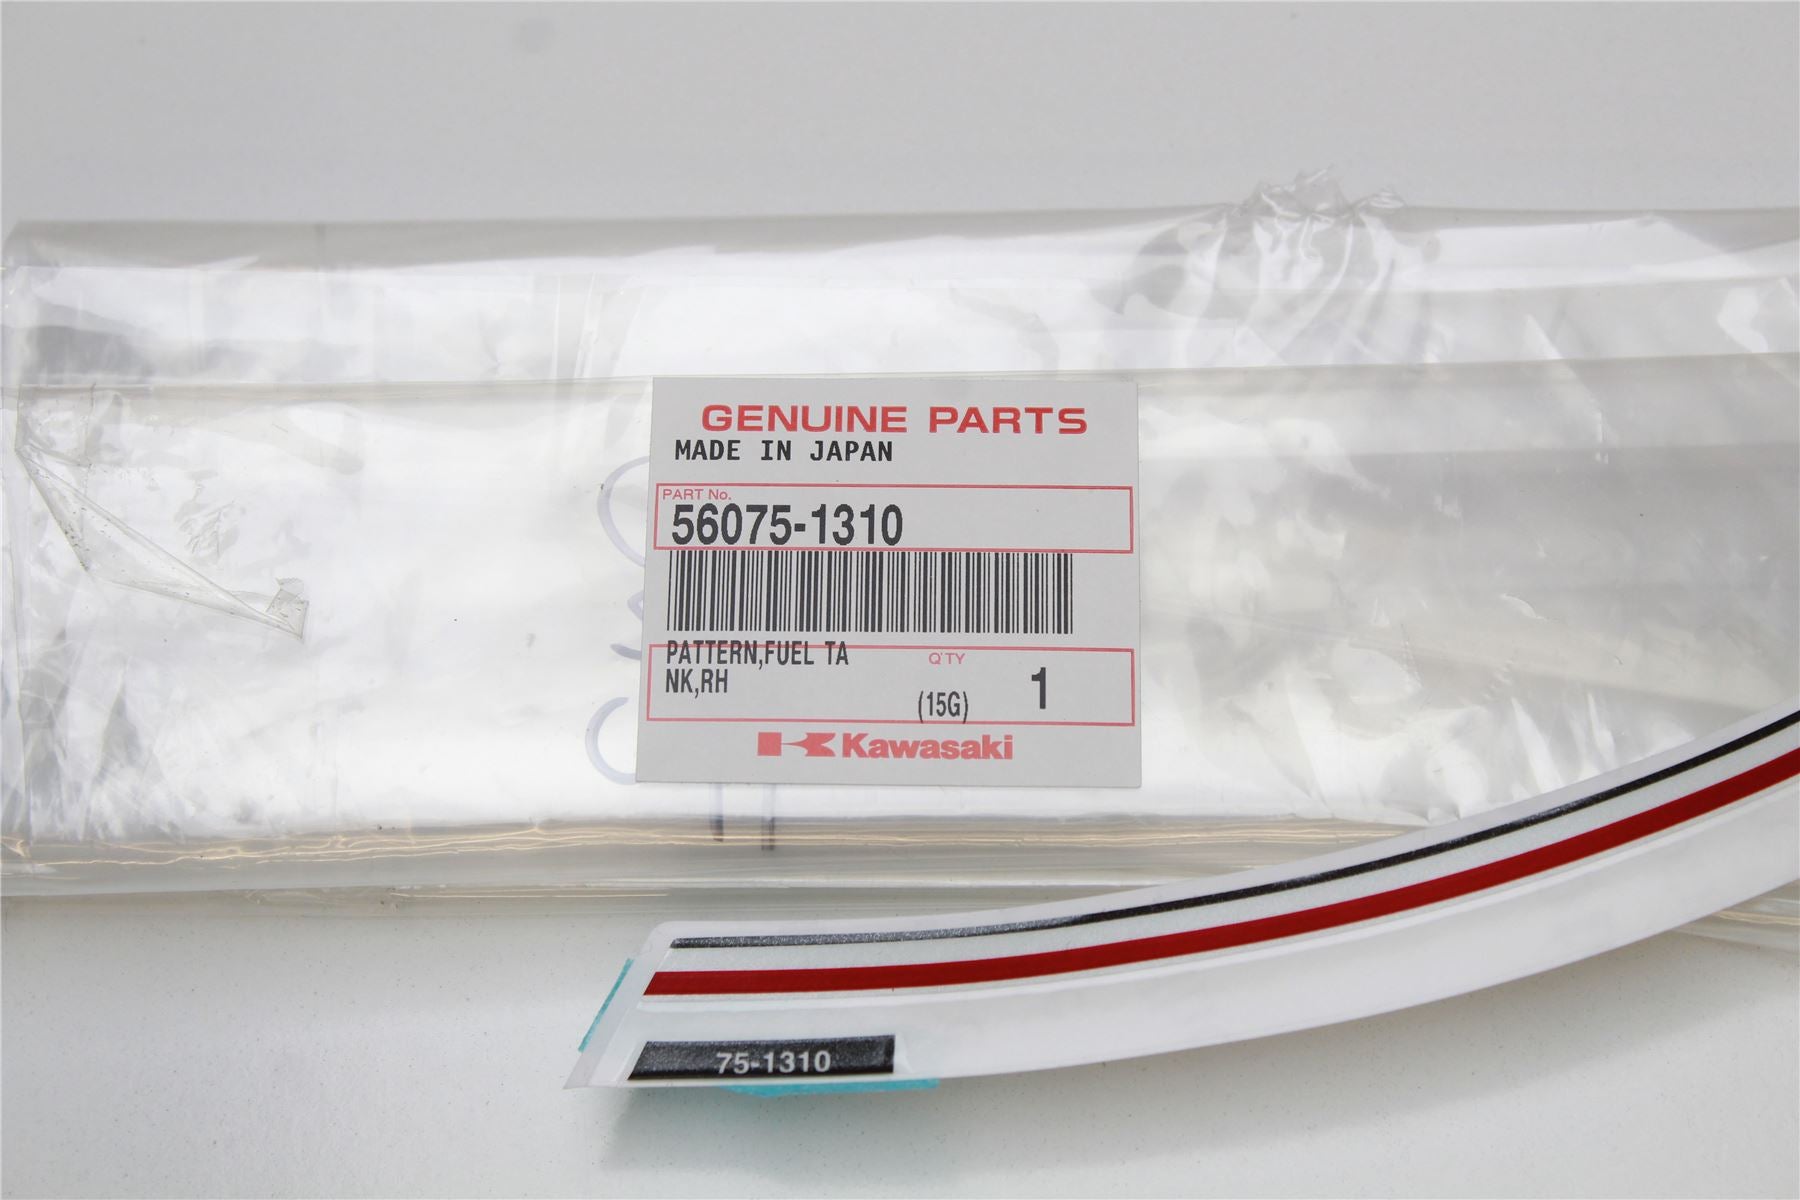 GENUINE PARTS
MADE IN JAPAN
PART No.
56075-1310
PATTERN,FUEL TA
NK,RH
Q'TY
(15G)
1
Kawasaki
75-1310